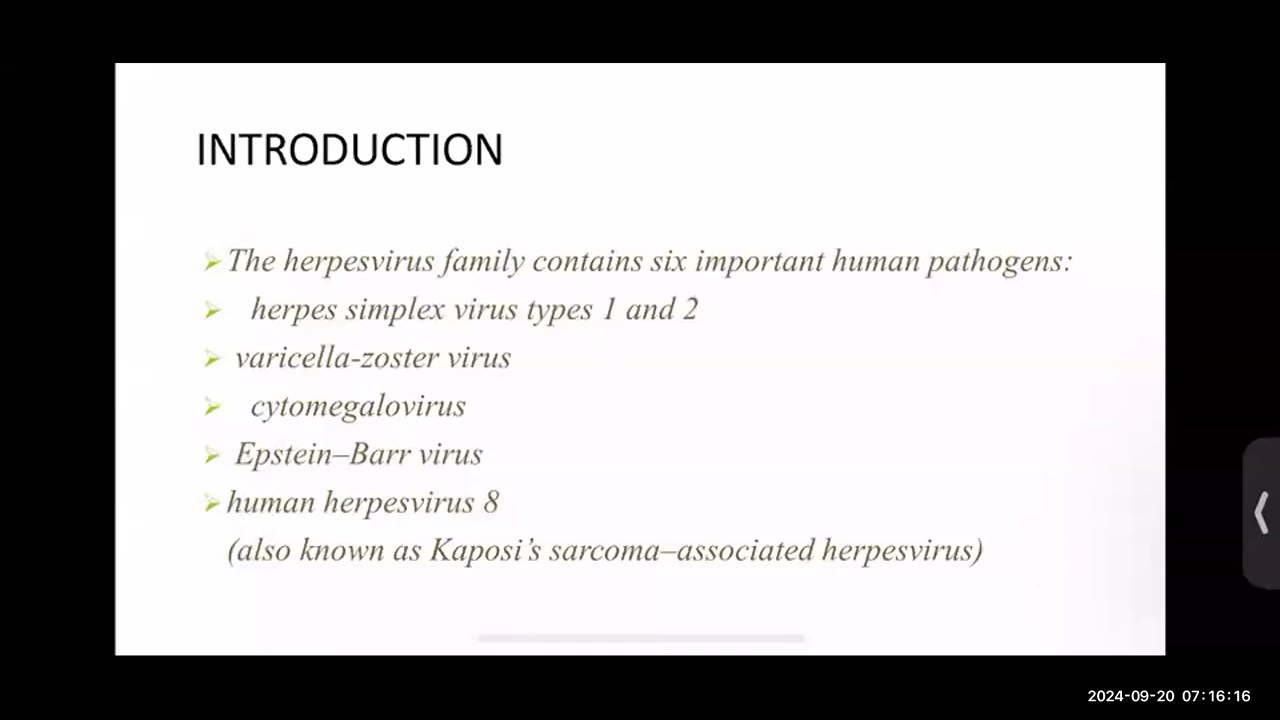 INTRODUCTION
The herpesvirus family contains six important human pathogens:
herpes simplex virus types 1 and 2
varicella-zoster virus
cytomegalovirus
Epstein–Barr virus
human herpesvirus 8
(also known as Kaposi’s sarcoma–associated herpesvirus)
2024-09-20 07:16:16